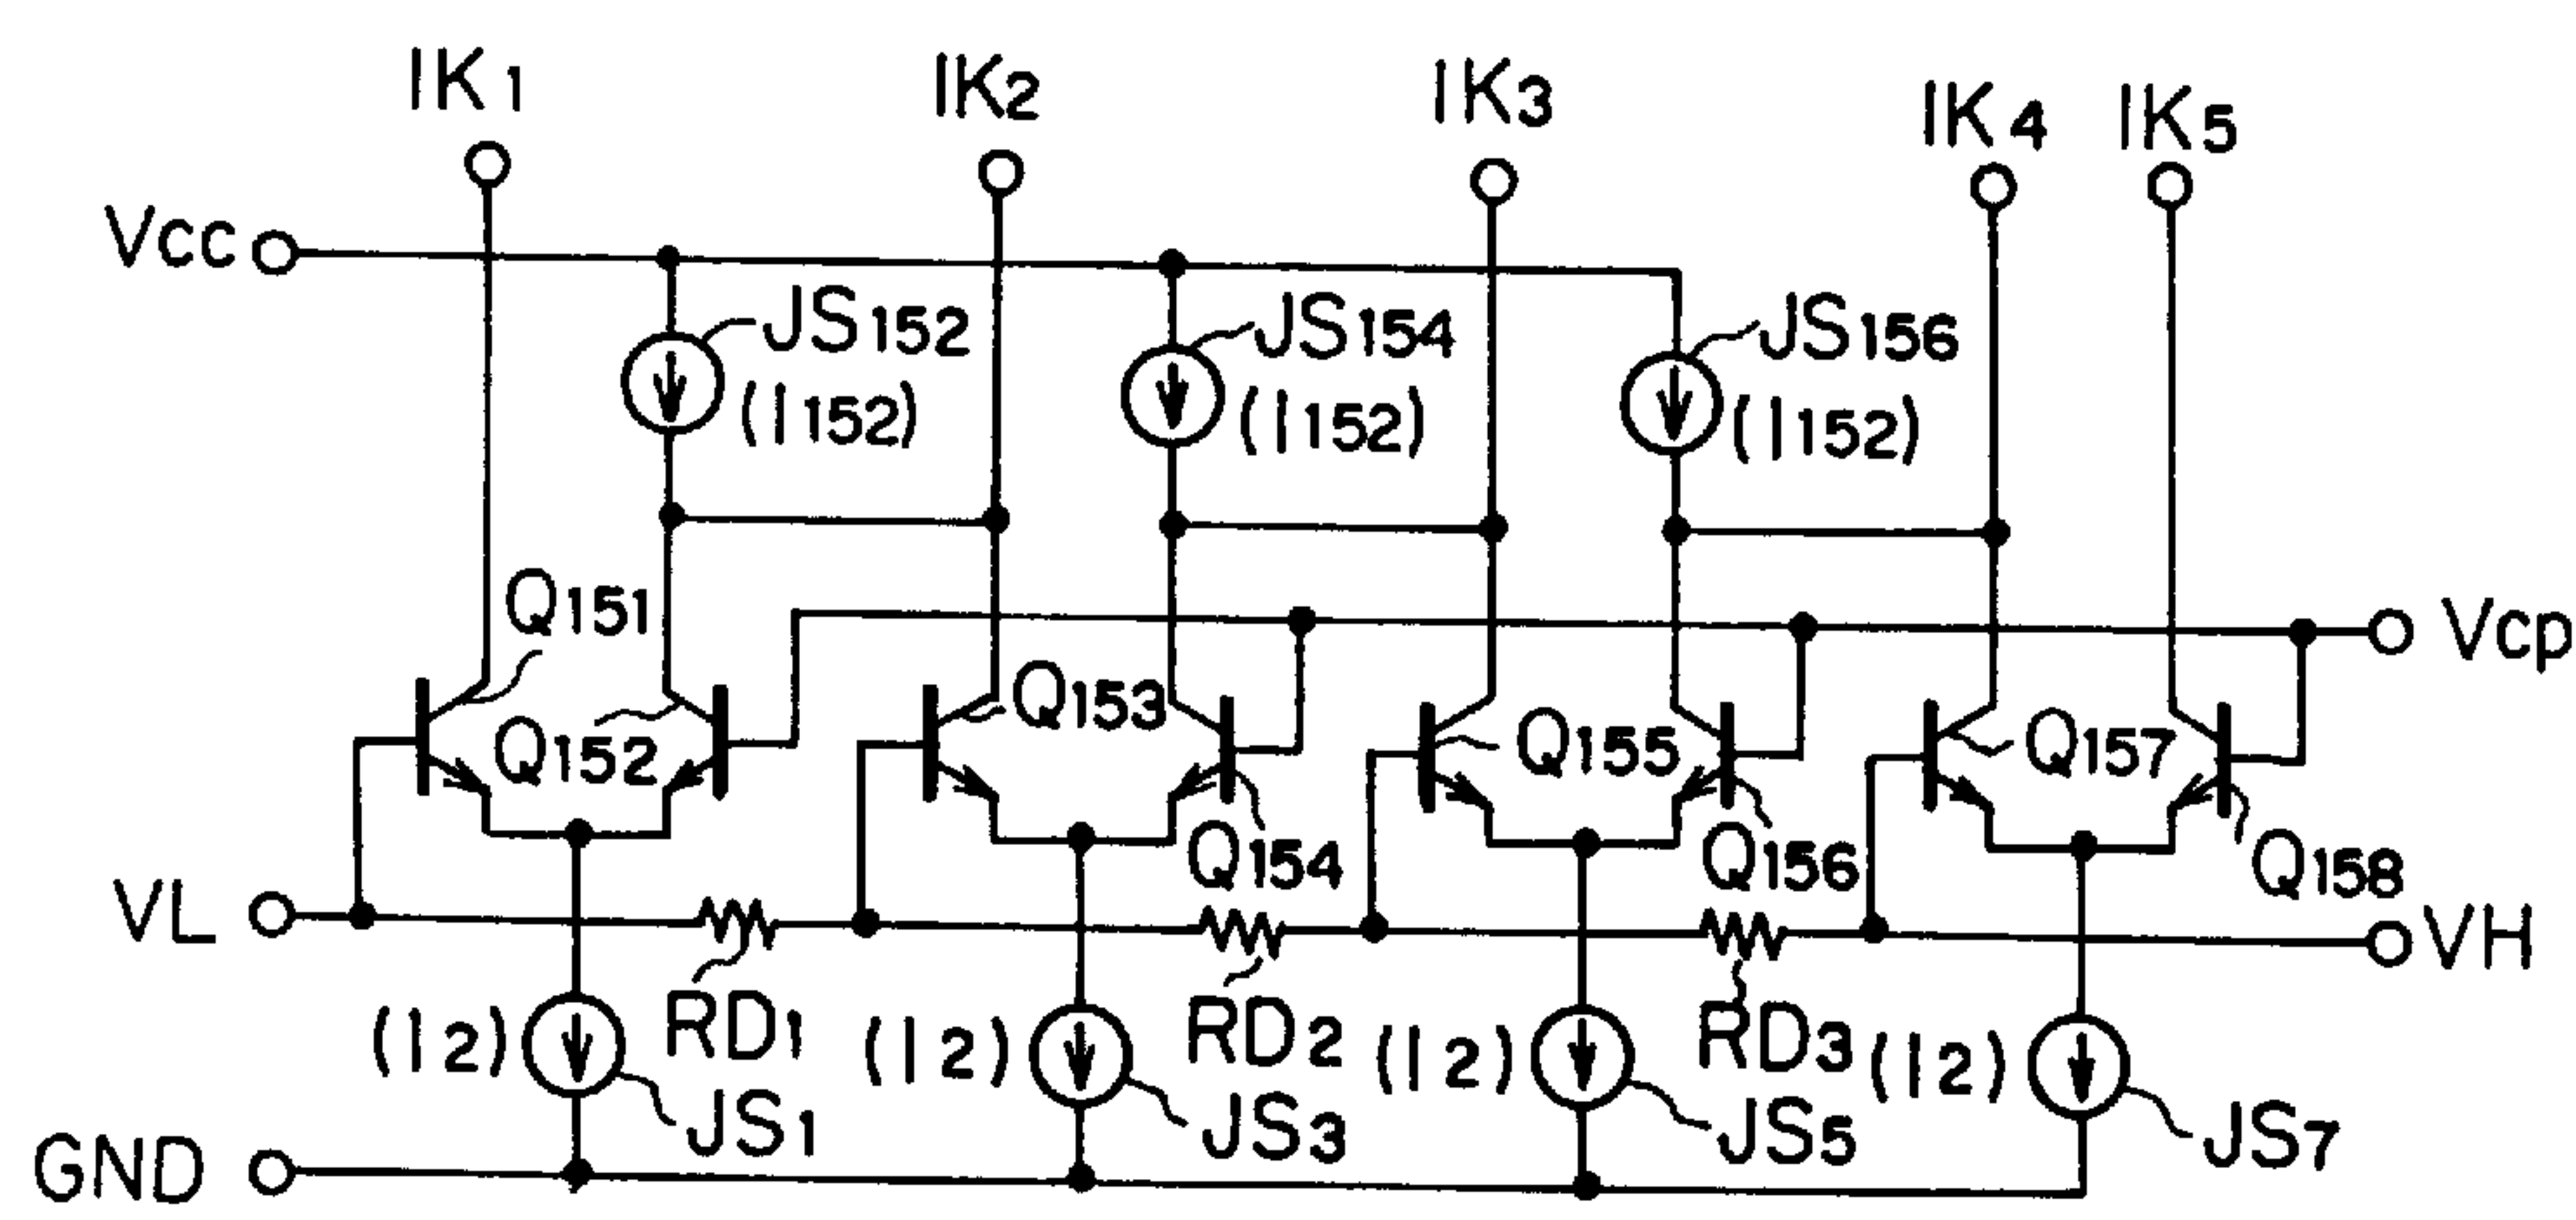 IK1
IK2
IK3
IK4
IK5
Vcc
JS152
(I152)
JS154
(I152)
JS156
(I152)
Q151
Q152
Q153
Q154
Q155
Q156
Q157
Q158
Vcp
VL
VH
RD1
RD2
RD3
(I2)
JS1
(I2)
JS3
(I2)
JS5
(I2)
JS7
GND